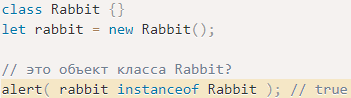 class Rabbit {}
let rabbit = new Rabbit();
// это объект класса Rabbit?
alert( rabbit instanceof Rabbit ); // true